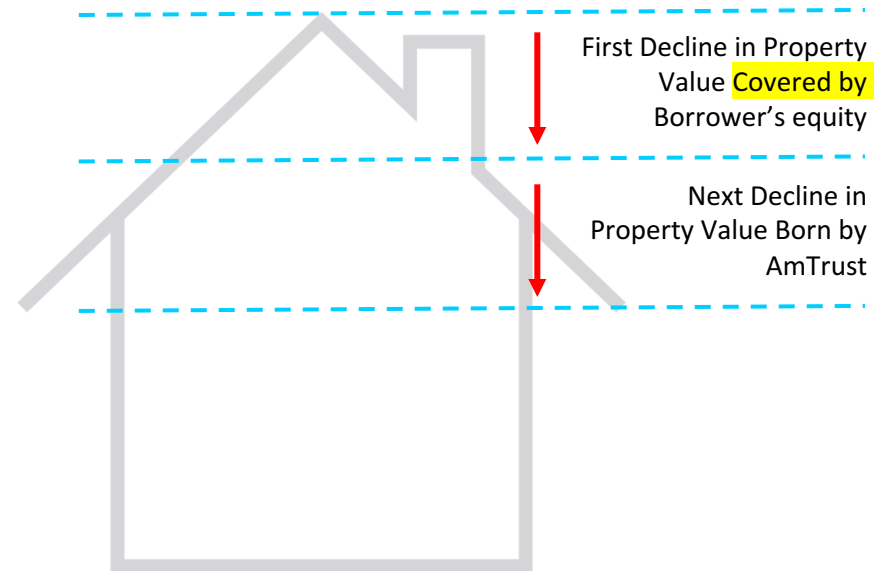 First Decline in Property
Value Covered by
Borrower’s equity
Next Decline in
Property Value Born by
AmTrust